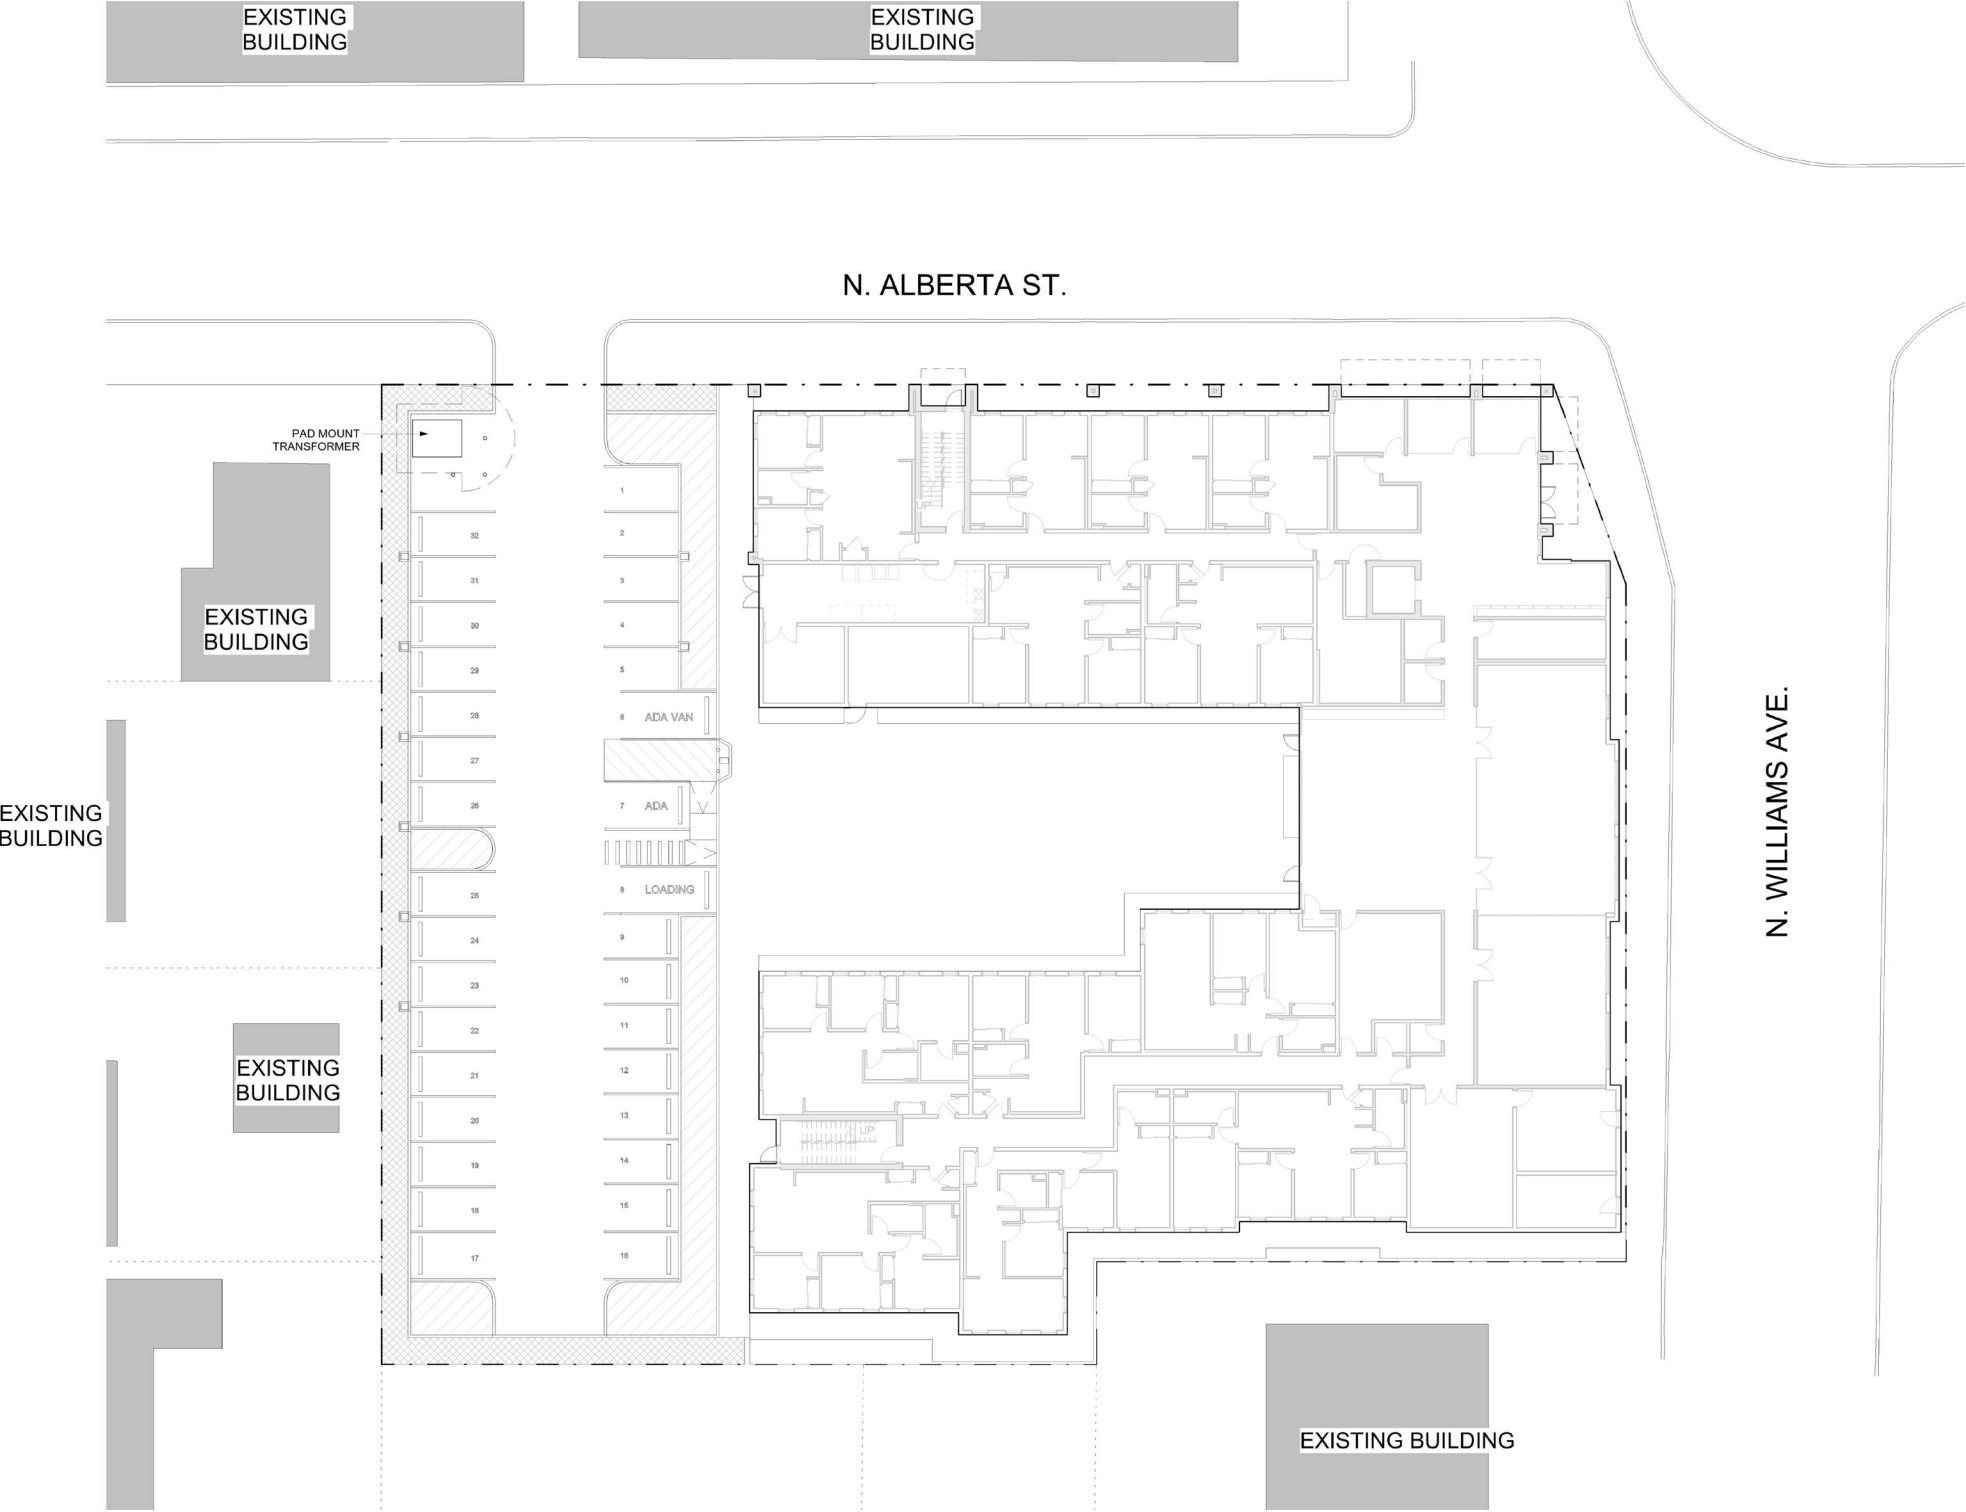 EXISTING
BUILDING
EXISTING
BUILDING
N. ALBERTA ST.
PAD MOUNT
TRANSFORMER
1
2
3
4
5
6 ADA VAN
7 ADA
8 LOADING
9
10
11
12
13
14
15
16
32
31
30
29
28
27
26
25
24
23
22
21
20
19
18
17
UP
UP
EXISTING
BUILDING
EXISTING
BUILDING
EXISTING
BUILDING
N. WILLIAMS AVE.
EXISTING BUILDING